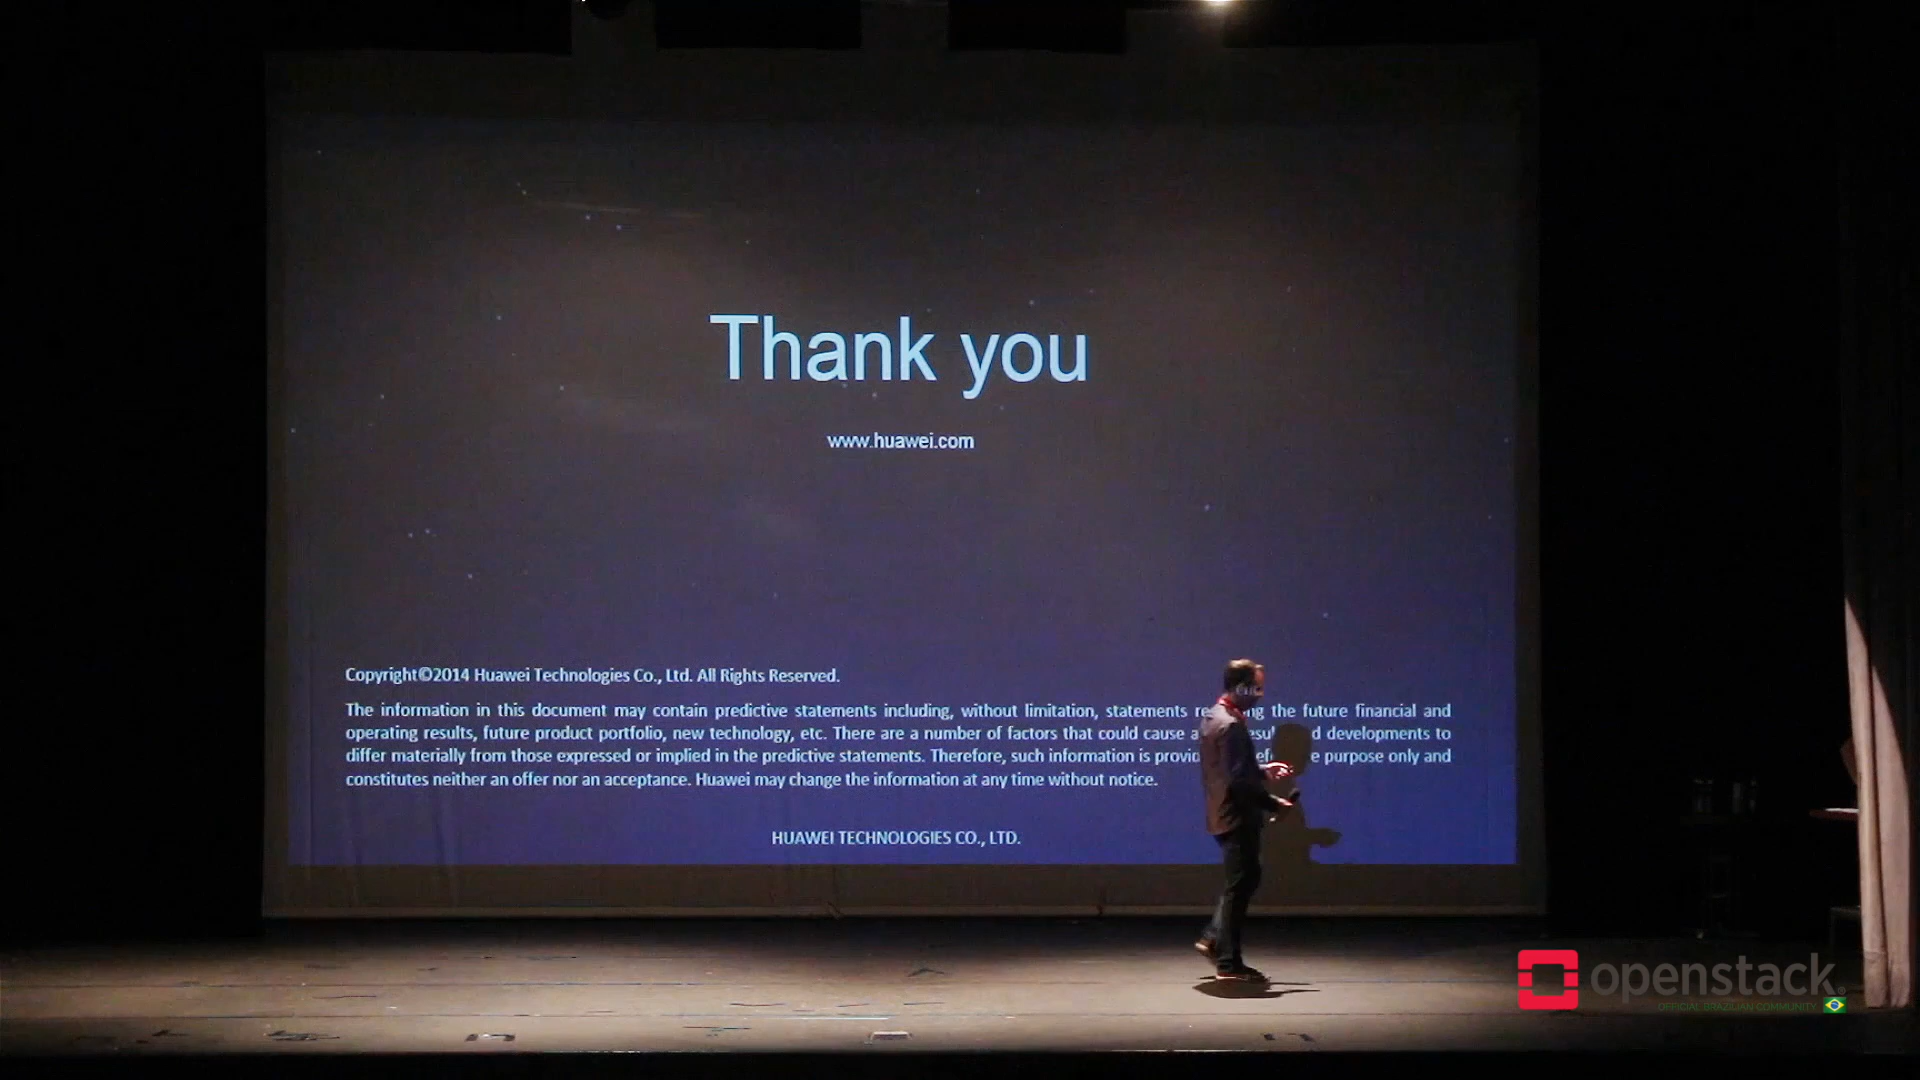 Thank you
www.huawei.com
Copyright©2014 Huawei Technologies Co., Ltd. All Rights Reserved.
The information in this document may contain predictive statements including, without limitation, statements the future financial and
operating results, future product portfolio, new technology, etc. There are a number of factors that could cause developments to
differ materially from those expressed or implied in the predictive statements. Therefore, such information is purpose only and
constitutes neither an offer nor an acceptance. Huawei may change the information at any time without notice.
HUAWEI TECHNOLOGIES CO., LTD.
openstack®
OFFICIAL BRAZILIAN COMMUNITY